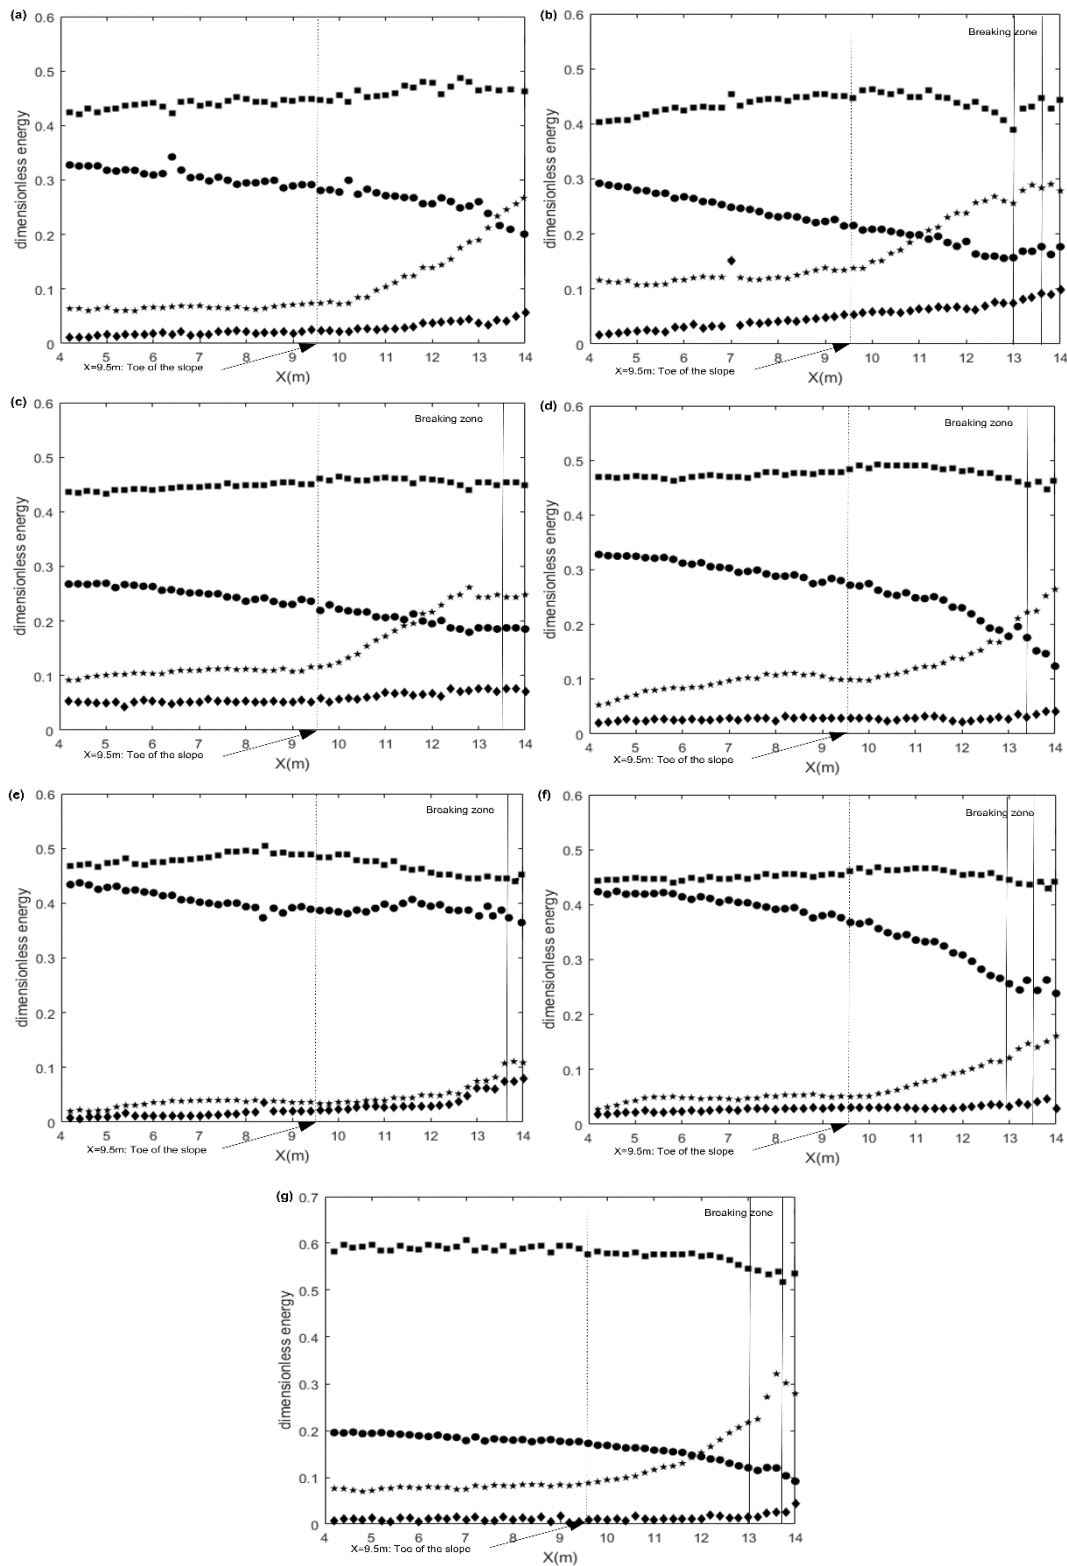 (a)
0.6
0.5
0.4
0.3
0.2
0.1
0
dimensionless energy
4 5 6 7 8 9 10 11 12 13 14
X=9.5m: Toe of the slope
X(m)
(b)
Breaking zone
0.6
0.5
0.4
0.3
0.2
0.1
0
dimensionless energy
4 5 6 7 8 9 10 11 12 13 14
X=9.5m: Toe of the slope
X(m)
(c)
Breaking zone
0.6
0.5
0.4
0.3
0.2
0.1
0
dimensionless energy
4 5 6 7 8 9 10 11 12 13 14
X=9.5m: Toe of the slope
X(m)
(d)
Breaking zone
0.6
0.5
0.4
0.3
0.2
0.1
0
dimensionless energy
4 5 6 7 8 9 10 11 12 13 14
X=9.5m: Toe of the slope
X(m)
(e)
Breaking zone
0.6
0.5
0.4
0.3
0.2
0.1
0
dimensionless energy
4 5 6 7 8 9 10 11 12 13 14
X=9.5m: Toe of the slope
X(m)
(f)
Breaking zone
0.6
0.5
0.4
0.3
0.2
0.1
0
dimensionless energy
4 5 6 7 8 9 10 11 12 13 14
X=9.5m: Toe of the slope
X(m)
(g)
Breaking zone
0.7
0.6
0.5
0.4
0.3
0.2
0.1
0
dimensionless energy
4 5 6 7 8 9 10 11 12 13 14
X=9.5m: Toe of the slope
X(m)